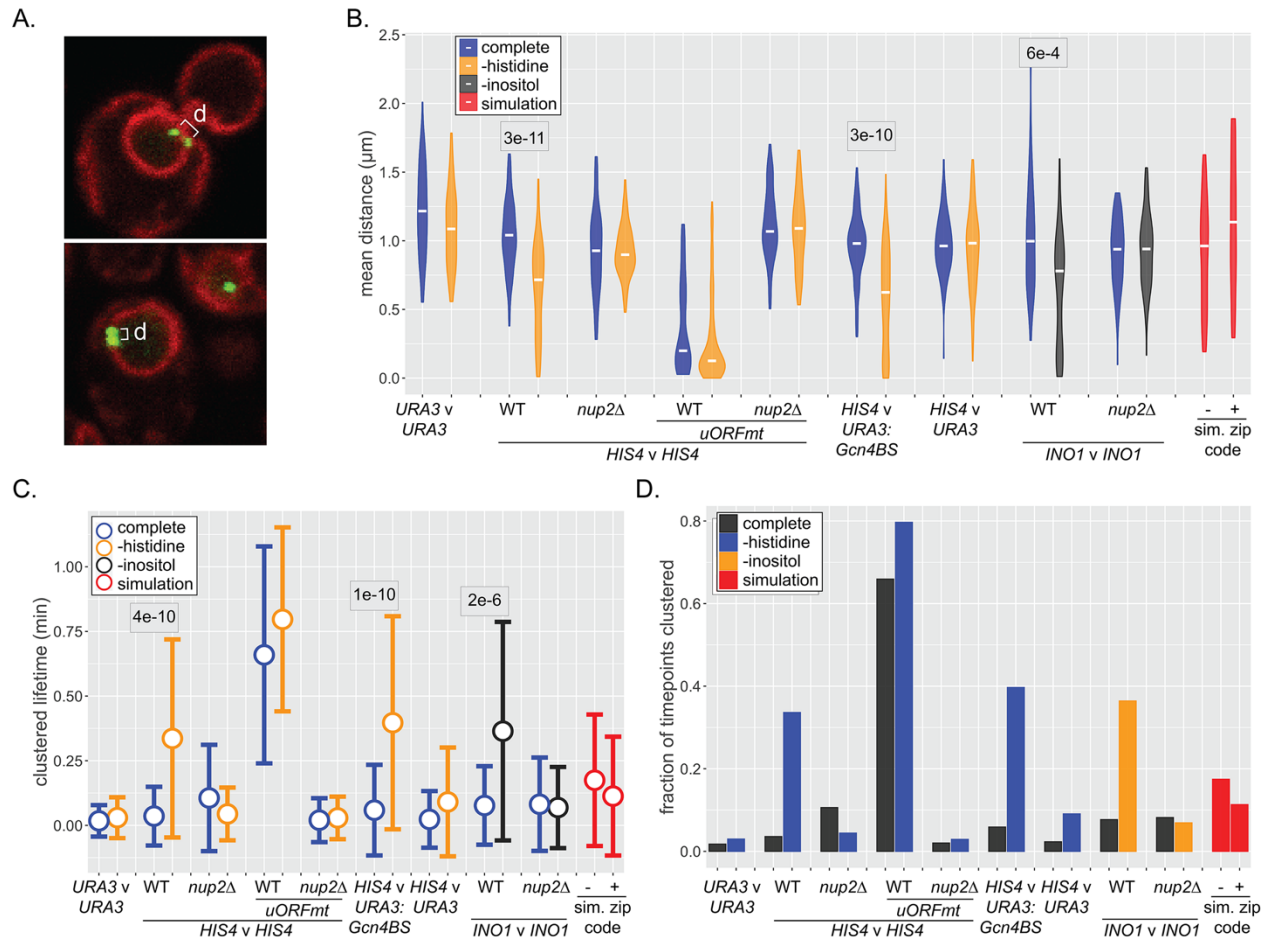 A.
d
d
B.
2.5
2.0
1.5
1.0
0.5
0.0
mean distance (µm)
complete
-histidine
-inositol
simulation
3e-11
3e-10
6e-4
URA3 v URA3
WT
nup2Δ
WT
nup2Δ
uORFmt
HIS4 v HIS4
HIS4 v URA3: Gcn4BS
HIS4 v URA3
WT
nup2Δ
INO1 v INO1
- +
sim. zip code
C.
1.00
0.75
0.50
0.25
0.00
clustered lifetime (min)
complete
-histidine
-inositol
simulation
4e-10
1e-10
2e-6
URA3 v URA3
WT
nup2Δ
WT
nup2Δ
uORFmt
HIS4 v HIS4
HIS4 v URA3: Gcn4BS
HIS4 v URA3
WT
nup2Δ
INO1 v INO1
- +
sim. zip code
D.
0.8
0.6
0.4
0.2
0.0
fraction of timepoints clustered
complete
-histidine
-inositol
simulation
URA3 v URA3
WT
nup2Δ
WT
nup2Δ
uORFmt
HIS4 v HIS4
HIS4 v URA3: Gcn4BS
HIS4 v URA3
WT
nup2Δ
INO1 v INO1
- +
sim. zip code